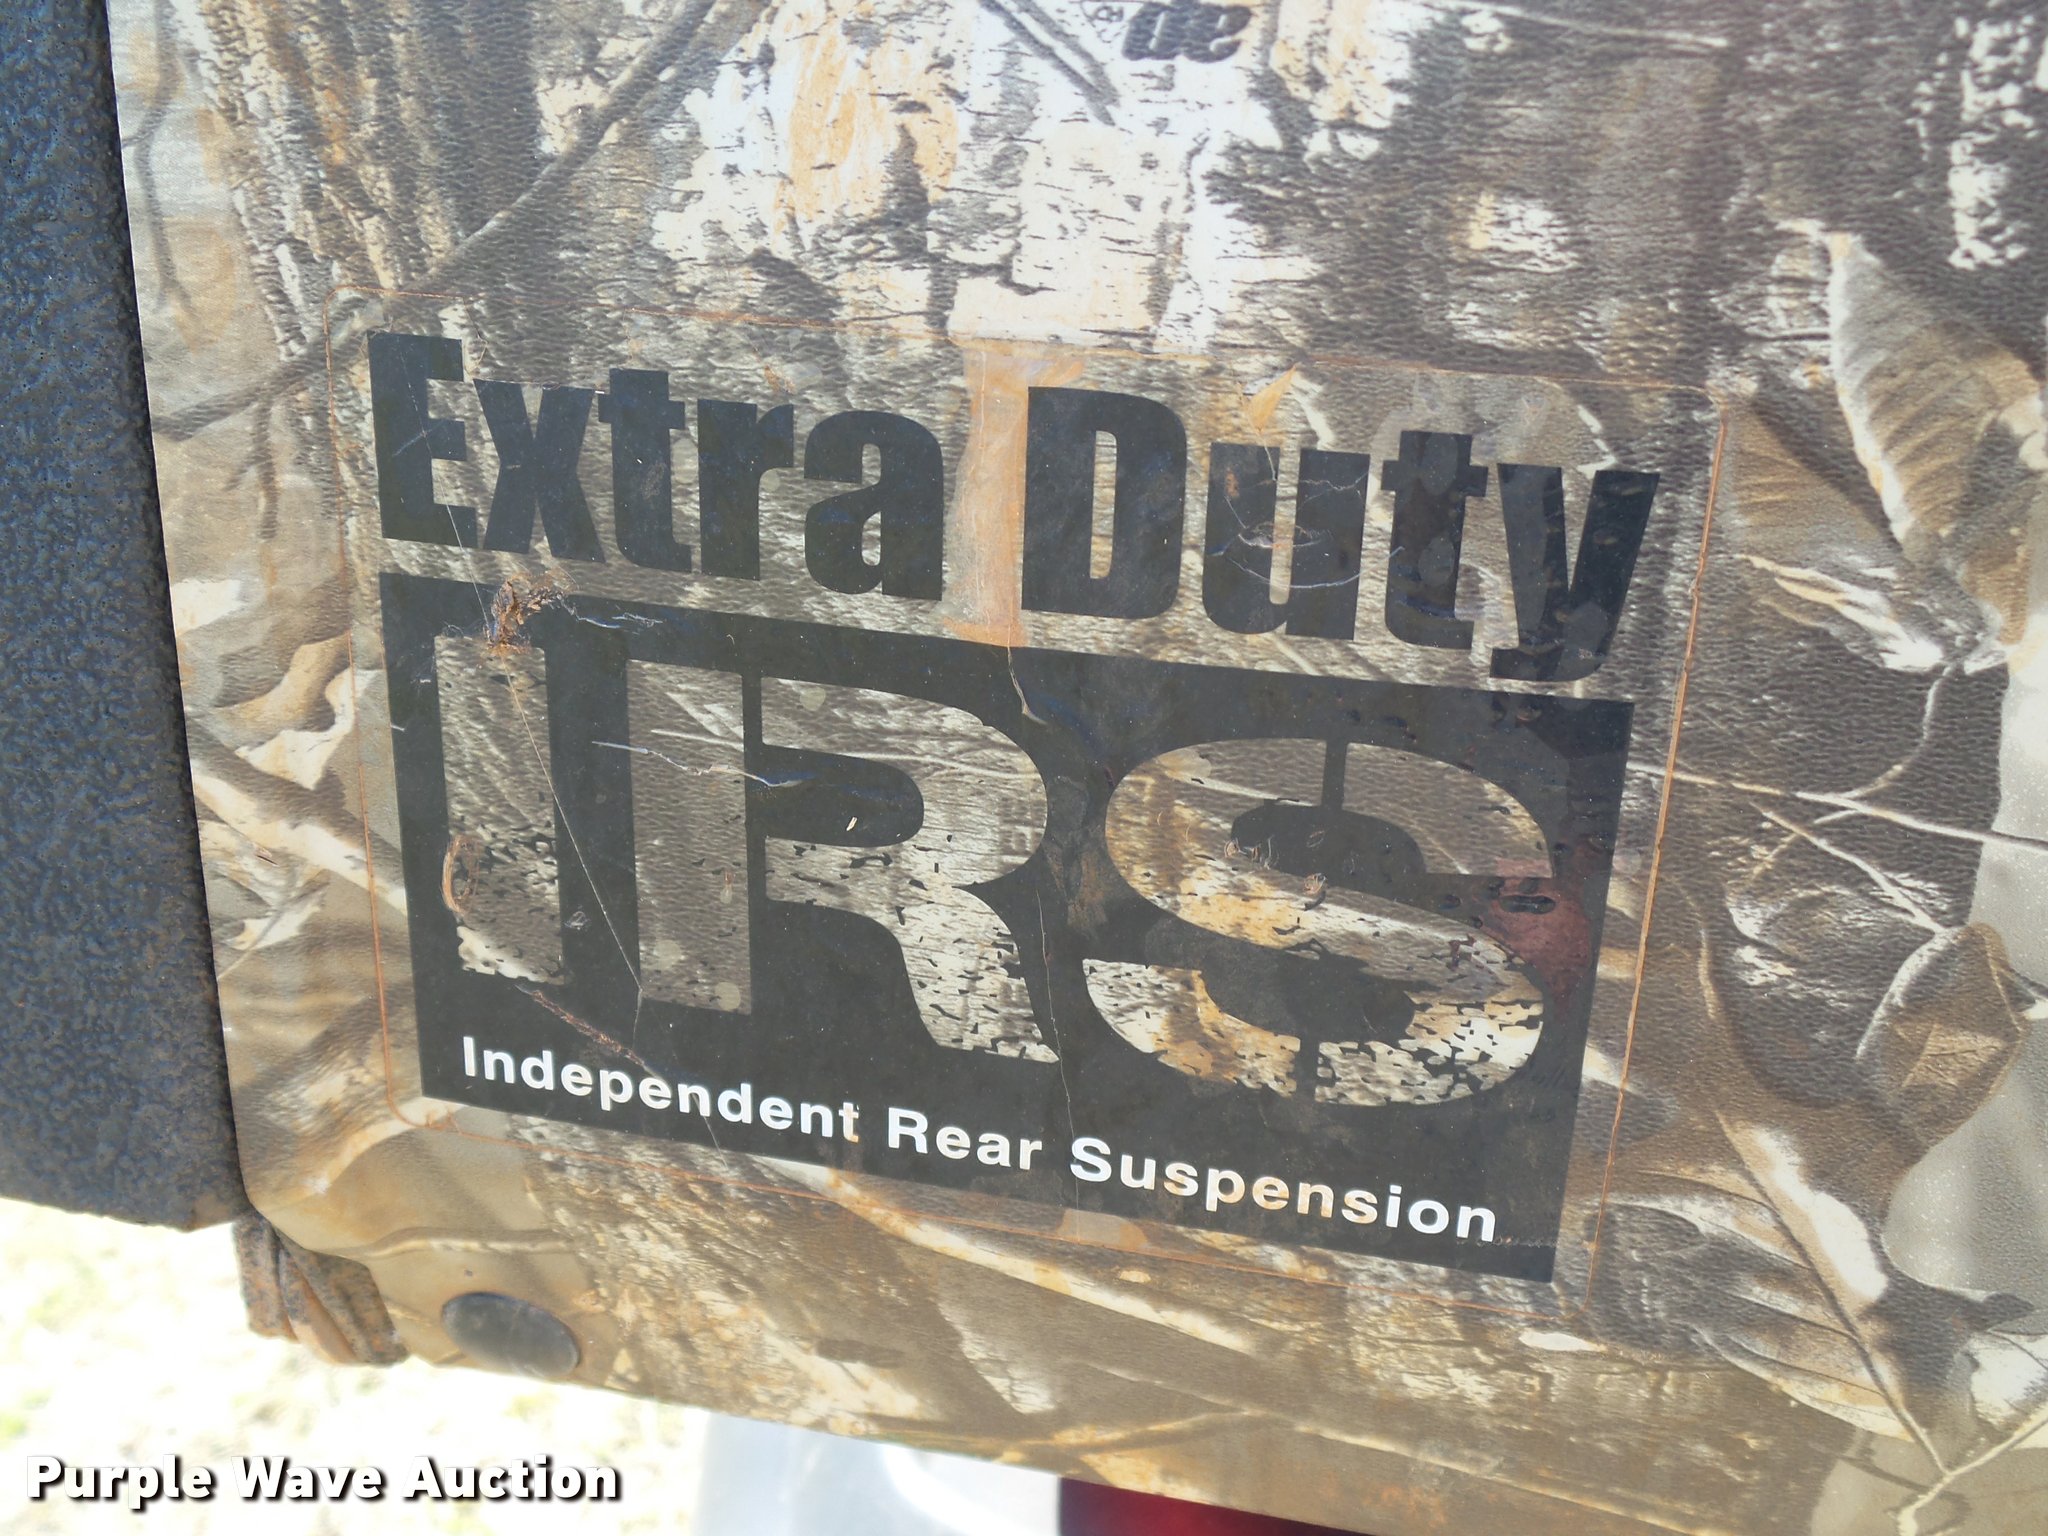 Extra Duty
IRS
Independent Rear Suspension
Purple Wave Auction